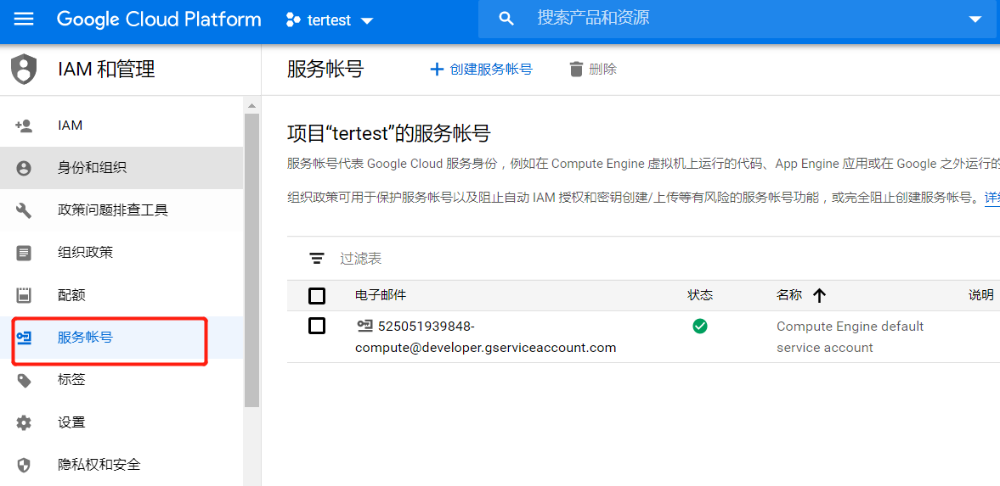 Google Cloud Platform tertest 搜索产品和资源
IAM 和管理
服务帐号 创建服务帐号 删除
IAM
身份和组织
政策问题排查工具
组织政策
配额
服务帐号
标签
设置
隐私权和安全
项目“tertest”的服务帐号
服务帐号代表 Google Cloud 服务身份，例如在 Compute Engine 虚拟机上运行的代码、App Engine 应用或在 Google 之外运行的
组织政策可用于保护服务帐号以及阻止自动 IAM 授权和密钥创建/上传等有风险的服务帐号功能，或完全阻止创建服务帐号。详
过滤表
电子邮件 状态 名称 说明
525051939848- Compute Engine default
compute@developer.gserviceaccount.com service account